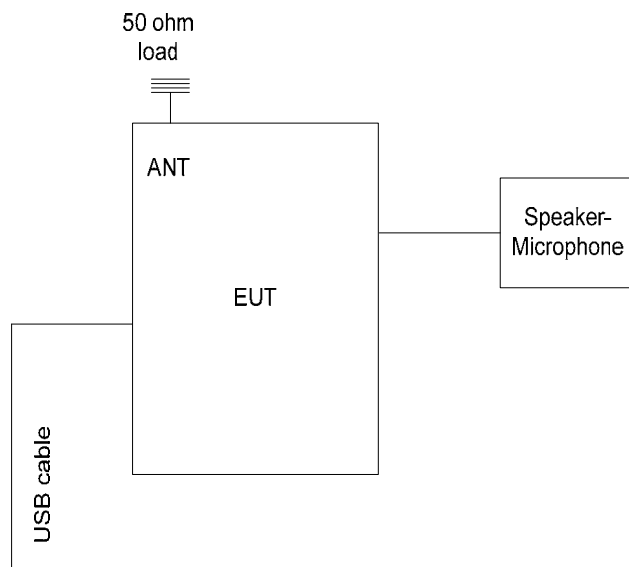 50 ohm
load
ANT
Speaker-
Microphone
EUT
USB cable